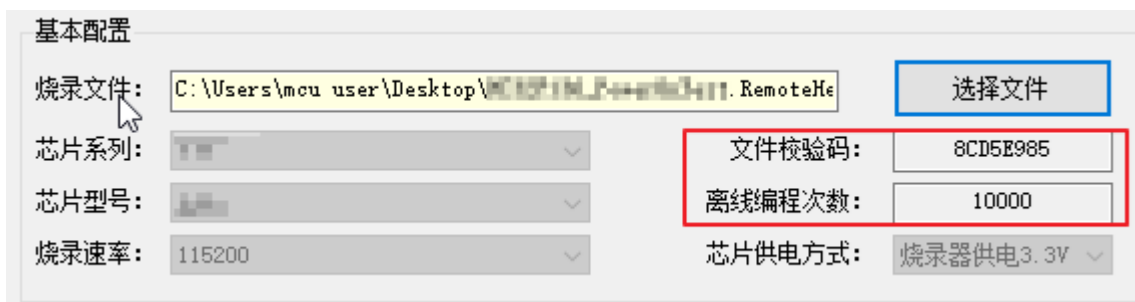 基本配置
烧录文件： C:\Users\mcu user\Desktop\ .RemoteHe 选择文件
芯片系列： 文件校验码： 8CD5E985
芯片型号： 离线编程次数： 10000
烧录速率： 115200 芯片供电方式： 烧录器供电3.3V